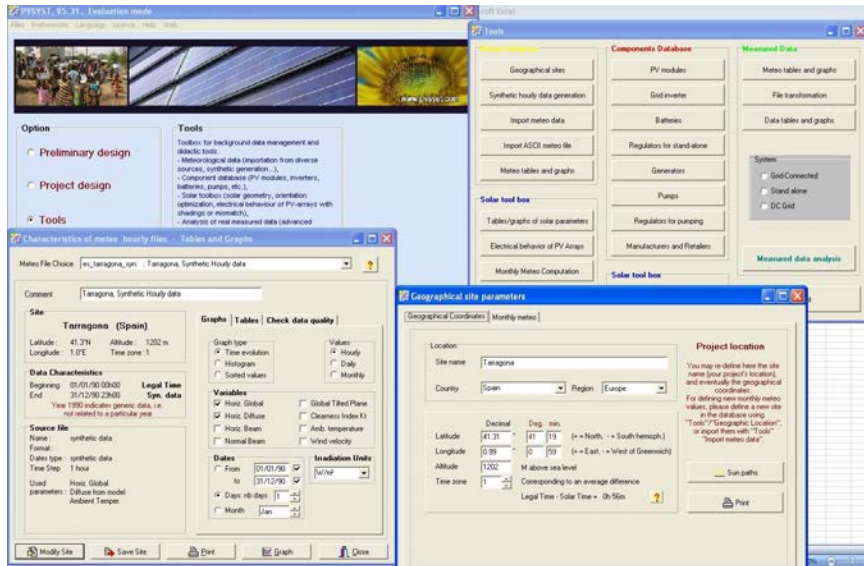 PVSYST, V5.31, Evaluation mode
Files Preferences Language Licence Help Web
www.pvsyst.com
Option
Preliminary design
Project design
Tools
Tools
Toolbox for background data management and
didactic tools.
- Meteorological data (importation from diverse
sources, synthetic generation...),
- Component database (PV modules, inverters,
batteries, pumps, etc.),
- Solar toolbox (solar geometry, orientation
optimization, electrical behaviour of PV-arrays with
shadings or mismatch),
- Analysis of real measured data (advanced
Tools
Geographical sites
Synthetic hourly data generation
Import meteo data
Import ASCII meteo file
Meteo tables and graphs
Solar tool box
Tables/graphs of solar parameters
Electrical behavior of PV Arrays
Monthly Meteo Computation
Components Database
PV modules
Grid inverter
Batteries
Regulators for stand-alone
Generators
Pumps
Regulators for pumping
Manufacturers and Retailers
Solar tool box
Measured Data
Meteo tables and graphs
File transformation
Data tables and graphs
System
Grid-Connected
Stand alone
DC Grid
Measured data analysis
Characteristics of meteo hourly files - Tables and Graphs
Meteo File Choice es_tarragona_syn. : Tarragona, Synthetic Hourly data ?
Comment Tarragona, Synthetic Hourly data
Site
Tarragona (Spain)
Latitude : 41.3°N Altitude : 1202 m
Longitude : 1.0°E Time zone : 1
Data Characteristics
Beginning 01/01/90 00h00 Legal Time
End 31/12/90 23h00 Syn. data
Year 1990 indicates generic data, i.e.
not related to a particular year
Source file
Name : synthetic data
Format :
Dates type : synthetic data
Time Step 1 hour
Used Horiz. Global
parameters : Diffuse from model
Ambient Temper.
Graphs Tables Check data quality
Graph type
Time evolution
Histogram
Sorted values
Values
Hourly
Daily
Monthly
Variables
Horiz. Global Global Tilted Plane
Horiz. Diffuse Clearness Index Kt
Horiz. Beam Amb. temperature
Normal Beam Wind velocity
Dates
From 01/01/90
to 31/12/90
Days: nb days 1
Month Jan
Irradiation Units
W/m²
Modify Site Save Site Print Graph Close
Geographical site parameters
Geographical Coordinates Monthly meteo
Location
Site name Tarragona
Country Spain Region Europe
Decimal Deg. min.
Latitude 41.31 ° 41 19 (+ = North, - = South hemisph.)
Longitude 0.99 ° 0 59 (+ = East, - = West of Greenwich)
Altitude 1202 M above sea level
Time zone 1 Corresponding to an average difference
Legal Time - Solar Time = 0h 56m ?
Project location
You may re-define here the site
name (your project's location),
and eventually the geographical
coordinates.
For defining new monthly meteo
values, please define a new site
in the database using
"Tools"/"Geographic Location",
or import them with "Tools"
"Import meteo data".
Sun paths
Print